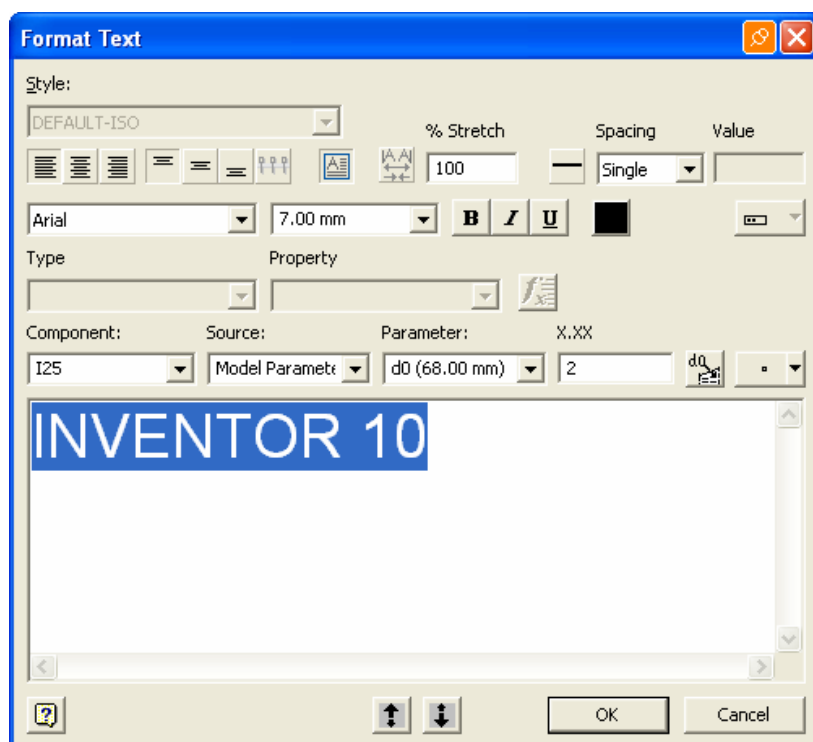 Format Text
Style:
DEFAULT-ISO
% Stretch
Spacing
Value
100
Single
Arial
7.00 mm
B I U
Type
Property
Component:
Source:
Parameter:
X.XX
I25
Model Paramete
d0 (68.00 mm)
2
INVENTOR 10
OK
Cancel